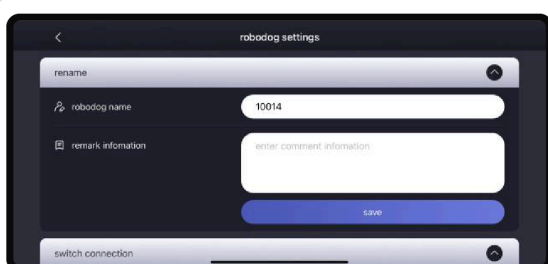 robodog settings
rename
robodog name
10014
remark infomation
enter comment infomation
save
switch connection